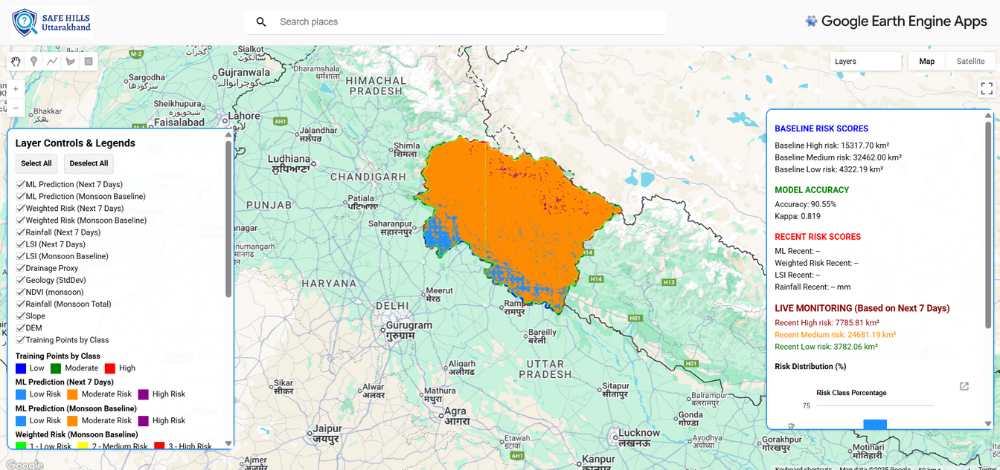 SAFE HILLS
Uttarakhand
Search places
Google Earth Engine Apps
Layers
Map
Satellite
Layer Controls & Legends
Select All
Deselect All
ML Prediction (Next 7 Days)
ML Prediction (Monsoon Baseline)
Weighted Risk (Next 7 Days)
Weighted Risk (Monsoon Baseline)
Rainfall (Next 7 Days)
LSI (Next 7 Days)
LSI (Monsoon Baseline)
Drainage Proxy
Geology (StdDev)
NDVI (monsoon)
Rainfall (Monsoon Total)
Slope
DEM
Training Points by Class
Training Points by Class
Low Moderate High
ML Prediction (Next 7 Days)
Low Risk Moderate Risk High Risk
ML Prediction (Monsoon Baseline)
Low Risk Moderate Risk High Risk
Weighted Risk (Monsoon Baseline)
1 - Low Risk 2 - Medium Risk 3 - High Risk
M-2
Sialkot
Gujranwala
گوجرانوالہ
Sargodha
سرگودھا
Sheikhupura
شیخوپورہ
Bhakkar
بھکر
Faisalabad
Lahore
لاہور
AH1
Dharamshala
धर्मशाला
HIMACHAL
PRADESH
Jalandhar
ਜਲੰਧਰ
Shimla
शिमला
Ludhiana
ਲੁਧਿਆਣਾ
CHANDIGARH
Patiala
ਪਟਿਆਲਾ
PUNJAB
Saharanpur
सहारनपुर
HARYANA
Meerut
मेरठ
DELHI
Gurugram
गुरुग्राम
रामपुर
Bareilly
बरेली
H14
H14
H13
H01
H01
Aligarh
अलीगढ
UTTAR
PRADESH
Sikar
सीकर
Alwar
अलवर
Mathura
मथुरा
Sitapur
सीतापुर
Balrampur
बलरामपुर
Agra
आगरा
Gonda
गोण्डा
Jaipur
जयपुर
Etawah
इटावा
Lucknow
लखनऊ
Ayodhya
अयोध्या
Gorakhpur
गोरखपुर
Motihari
मोतिहारी
AH1
Ajmer
अजमेर
Kanpur
Google
Keyboard shortcuts
Map data ©2025 Google
Terms
BASELINE RISK SCORES
Baseline High risk: 15317.70 km²
Baseline Medium risk: 32462.00 km²
Baseline Low risk: 4322.19 km²
MODEL ACCURACY
Accuracy: 90.55%
Kappa: 0.819
RECENT RISK SCORES
ML Recent: --
Weighted Risk Recent: --
LSI Recent: --
Rainfall Recent: -- mm
LIVE MONITORING (Based on Next 7 Days)
Recent High risk: 7785.81 km²
Recent Medium risk: 24681.19 km²
Recent Low risk: 3782.06 km²
Risk Distribution (%)
Risk Class Percentage
75